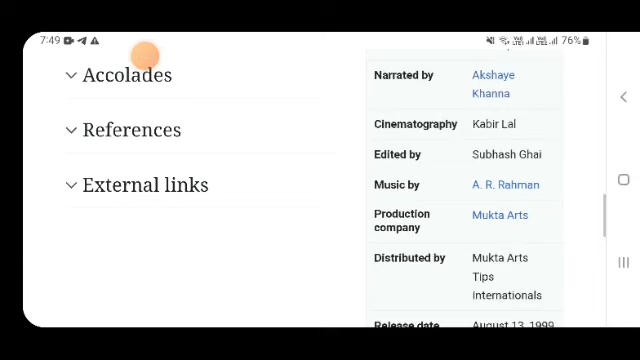 7:49
76%
Accolades
References
External links
Narrated by
Akshaye
Khanna
Cinematography
Kabir Lal
Edited by
Subhash Ghai
Music by
A. R. Rahman
Production
company
Mukta Arts
Distributed by
Mukta Arts
Tips
internationals
Release date
August 13, 1999